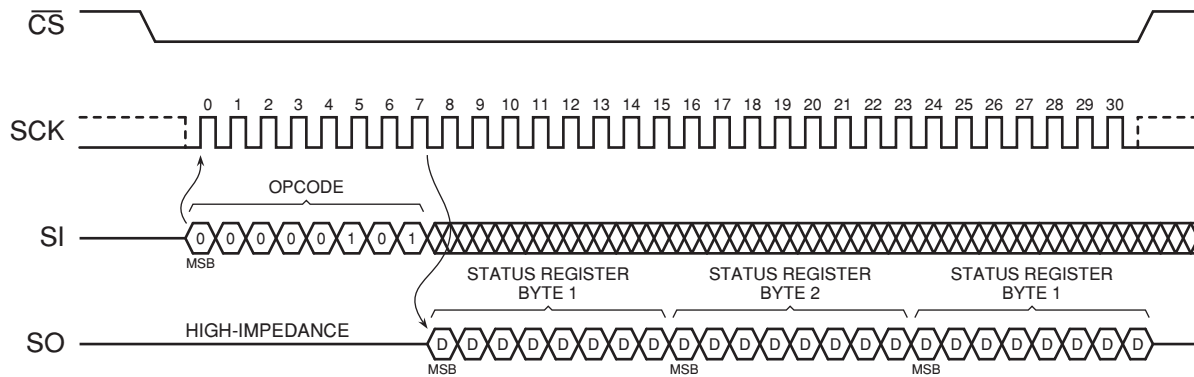 C̅S̅
0 1 2 3 4 5 6 7 8 9 10 11 12 13 14 15 16 17 18 19 20 21 22 23 24 25 26 27 28 29 30
SCK
OPCODE
SI 0 0 0 0 0 1 0 1
MSB
STATUS REGISTER BYTE 1
STATUS REGISTER BYTE 2
STATUS REGISTER BYTE 1
SO HIGH-IMPEDANCE D D D D D D D D D D D D D D D D D D D D D D D D
MSB MSB MSB